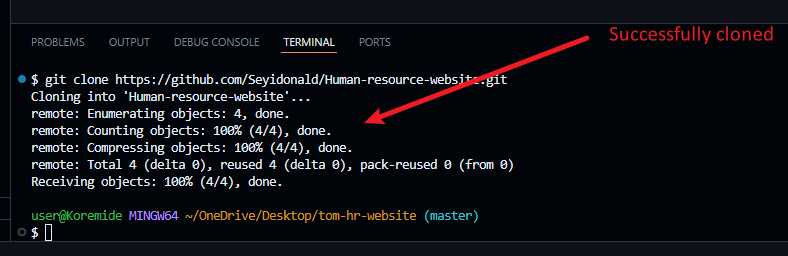 PROBLEMS OUTPUT DEBUG CONSOLE TERMINAL PORTS
Successfully cloned
$ git clone https://github.com/Seyidonald/Human-resource-website.git
Cloning into 'Human-resource-website'...
remote: Enumerating objects: 4, done.
remote: Counting objects: 100% (4/4), done.
remote: Compressing objects: 100% (4/4), done.
remote: Total 4 (delta 0), reused 4 (delta 0), pack-reused 0 (from 0)
Receiving objects: 100% (4/4), done.
user@Koremide MINGW64 ~/OneDrive/Desktop/tom-hr-website (master)
$